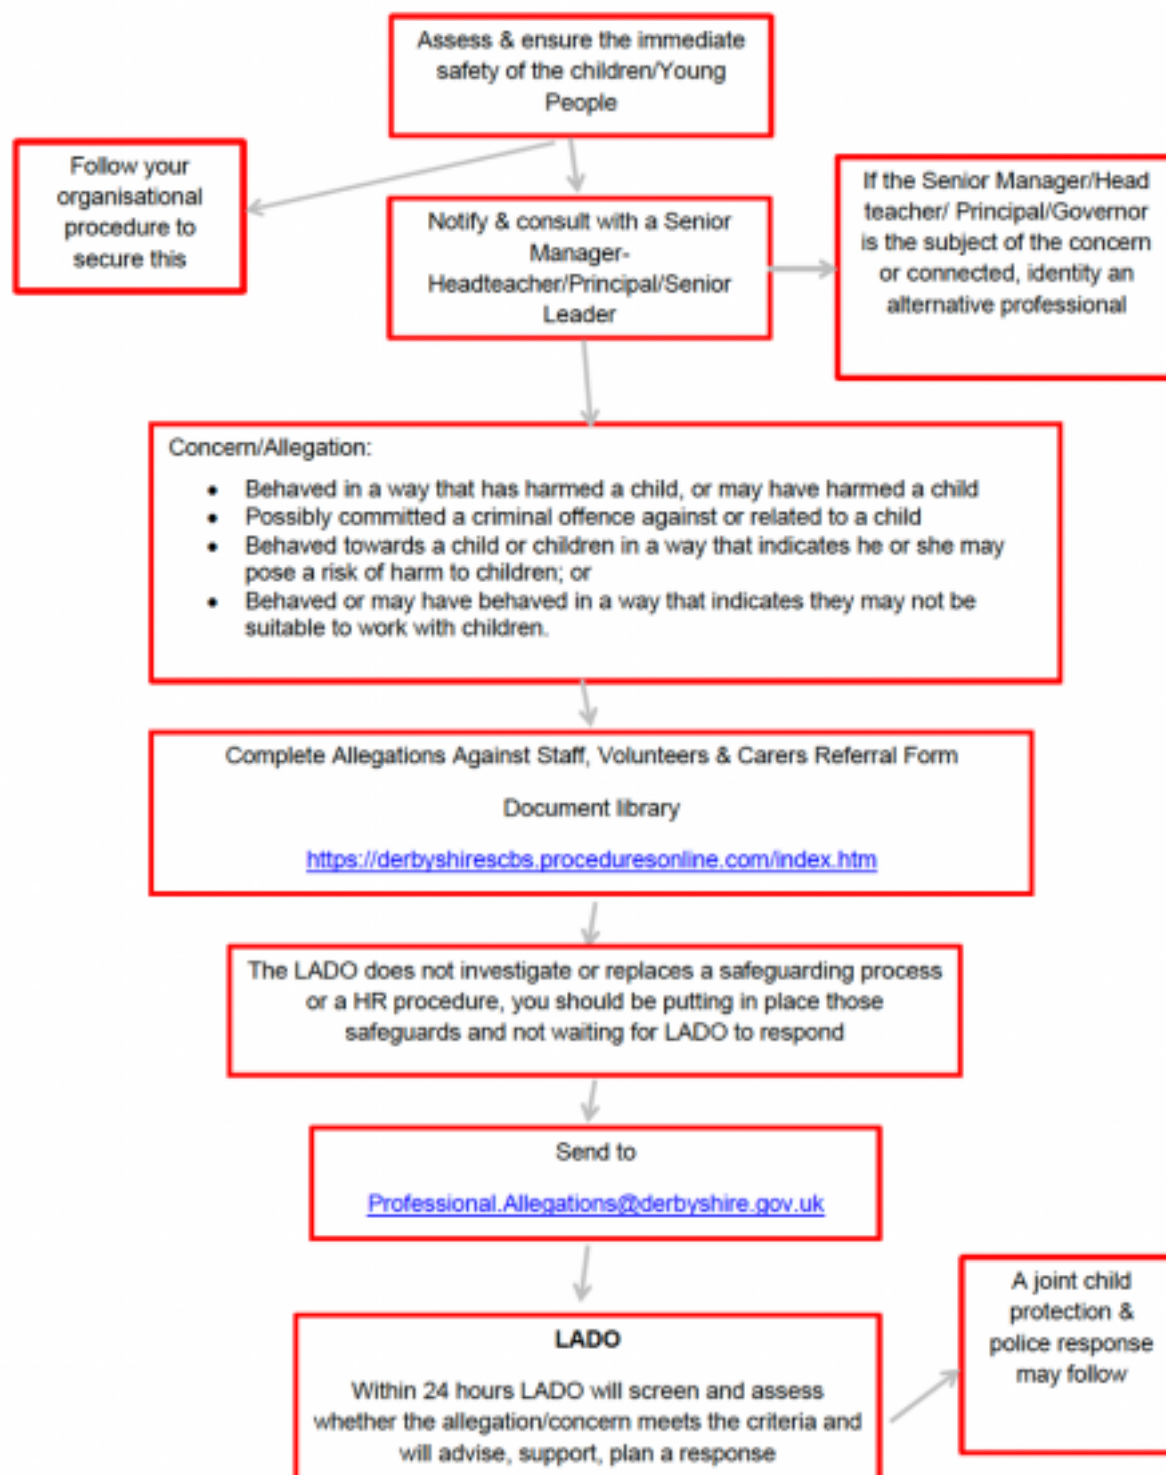 Assess & ensure the immediate
safety of the children/Young
People
Follow your
organisational
procedure to
secure this
Notify & consult with a Senior
Manager-
Headteacher/Principal/Senior
Leader
If the Senior Manager/Head
teacher/ Principal/Governor
is the subject of the concern
or connected, identity an
alternative professional
Concern/Allegation:
• Behaved in a way that has harmed a child, or may have harmed a child
• Possibly committed a criminal offence against or related to a child
• Behaved towards a child or children in a way that indicates he or she may
pose a risk of harm to children; or
• Behaved or may have behaved in a way that indicates they may not be
suitable to work with children.
Complete Allegations Against Staff, Volunteers & Carers Referral Form
Document library
https://derbyshirescbs.proceduresonline.com/index.htm
The LADO does not investigate or replaces a safeguarding process
or a HR procedure, you should be putting in place those
safeguards and not waiting for LADO to respond
Send to
Professional.Allegations@derbyshire.gov.uk
LADO
Within 24 hours LADO will screen and assess
whether the allegation/concern meets the criteria and
will advise, support, plan a response
A joint child
protection &
police response
may follow